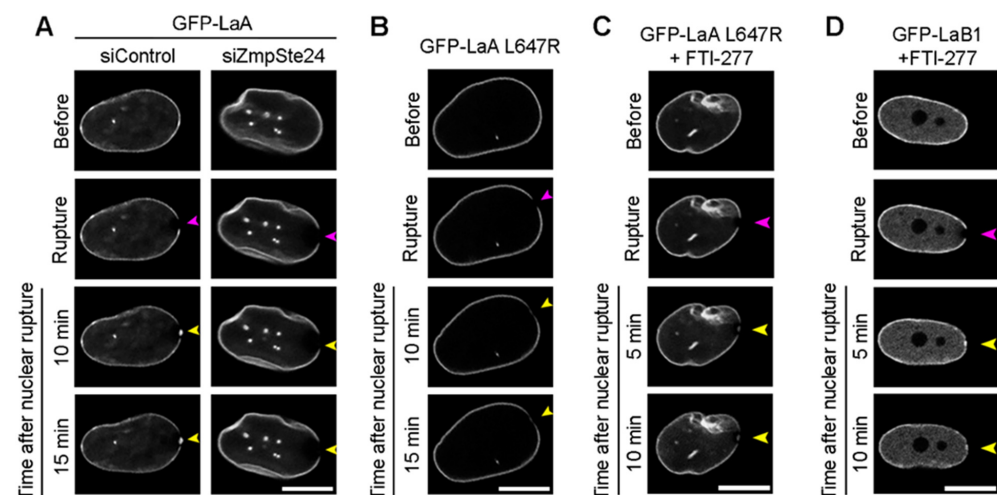 A
GFP-LaA
siControl
siZmpSte24
Before
Rupture
Time after nuclear rupture
10 min
15 min
B
GFP-LaA L647R
Before
Rupture
Time after nuclear rupture
10 min
15 min
C
GFP-LaA L647R
+ FTI-277
Before
Rupture
Time after nuclear rupture
5 min
10 min
D
GFP-LaB1
+FTI-277
Before
Rupture
Time after nuclear rupture
5 min
10 min